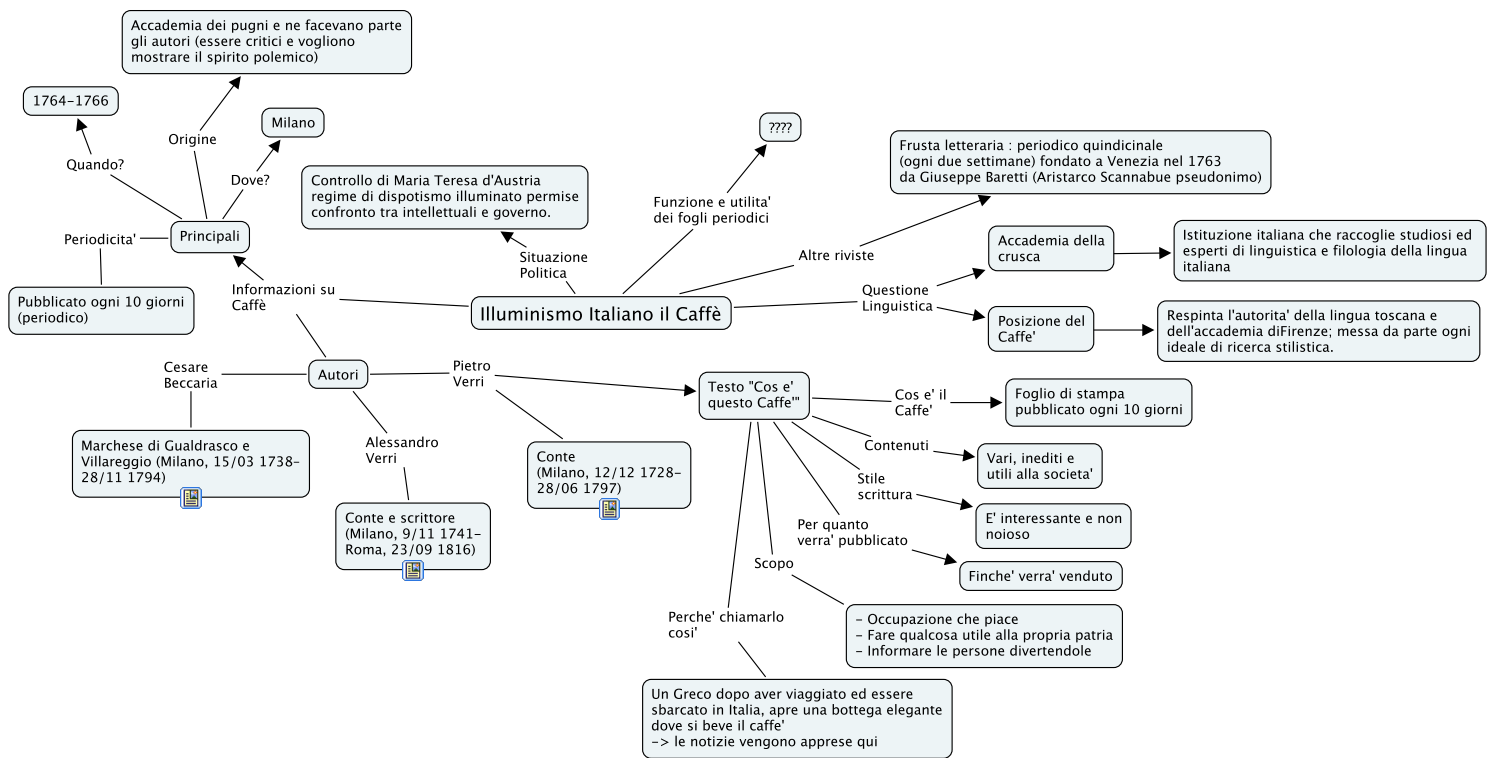 Accademia dei pugni e ne facevano parte
gli autori (essere critici e vogliono
mostrare il spirito polemico)
1764-1766
Origine
Milano
Quando?
Dove?
Periodicita'
Principali
Pubblicato ogni 10 giorni
(periodico)
Informazioni su
Caffè
Controllo di Maria Teresa d'Austria
regime di dispotismo illuminato permise
confronto tra intellettuali e governo.
Situazione
Politica
????
Funzione e utilita'
dei fogli periodici
Frusta letteraria : periodico quindicinale
(ogni due settimane) fondato a Venezia nel 1763
da Giuseppe Baretti (Aristarco Scannabue pseudonimo)
Altre riviste
Illuminismo Italiano il Caffè
Questione
Linguistica
Accademia della
crusca
Istituzione italiana che raccoglie studiosi ed
esperti di linguistica e filologia della lingua
italiana
Posizione del
Caffe'
Respinta l'autorita' della lingua toscana e
dell'accademia diFirenze; messa da parte ogni
ideale di ricerca stilistica.
Autori
Cesare
Beccaria
Marchese di Gualdrasco e
Villareggio (Milano, 15/03 1738-
28/11 1794)
Alessandro
Verri
Conte e scrittore
(Milano, 9/11 1741-
Roma, 23/09 1816)
Pietro
Verri
Conte
(Milano, 12/12 1728-
28/06 1797)
Testo "Cos e'
questo Caffe'"
Cos e' il
Caffe'
Foglio di stampa
pubblicato ogni 10 giorni
Contenuti
Vari, inediti e
utili alla societa'
Stile
scrittura
E' interessante e non
noioso
Per quanto
verra' pubblicato
Finche' verra' venduto
Scopo
- Occupazione che piace
- Fare qualcosa utile alla propria patria
- Informare le persone divertendole
Perche' chiamarlo
cosi'
Un Greco dopo aver viaggiato ed essere
sbarcato in Italia, apre una bottega elegante
dove si beve il caffe'
-> le notizie vengono apprese qui